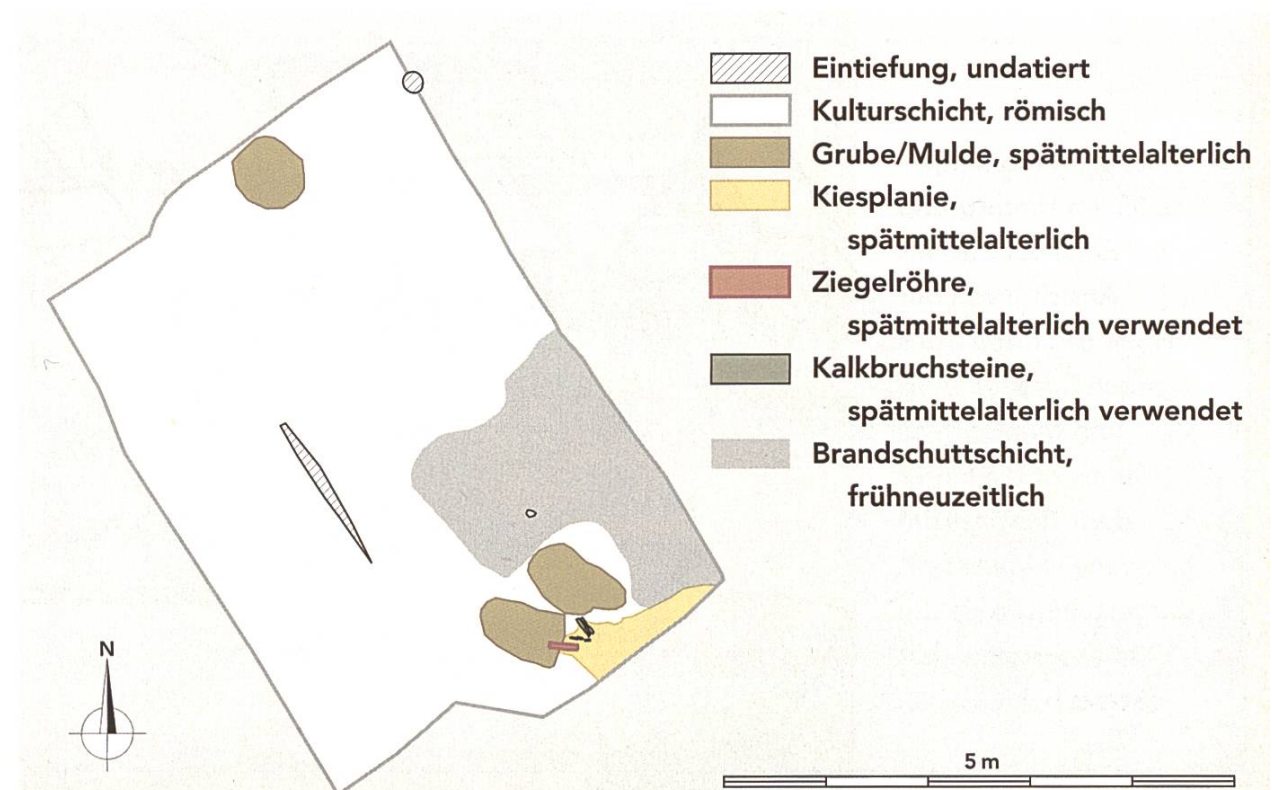 Eintiefung, undatiert
Kulturschicht, römisch
Grube/Mulde, spätmittelalterlich
Kiesplanie,
spätmittelalterlich
Ziegelröhre,
spätmittelalterlich verwendet
Kalkbruchsteine,
spätmittelalterlich verwendet
Brandschuttschicht,
frühneuzeitlich
N
5 m